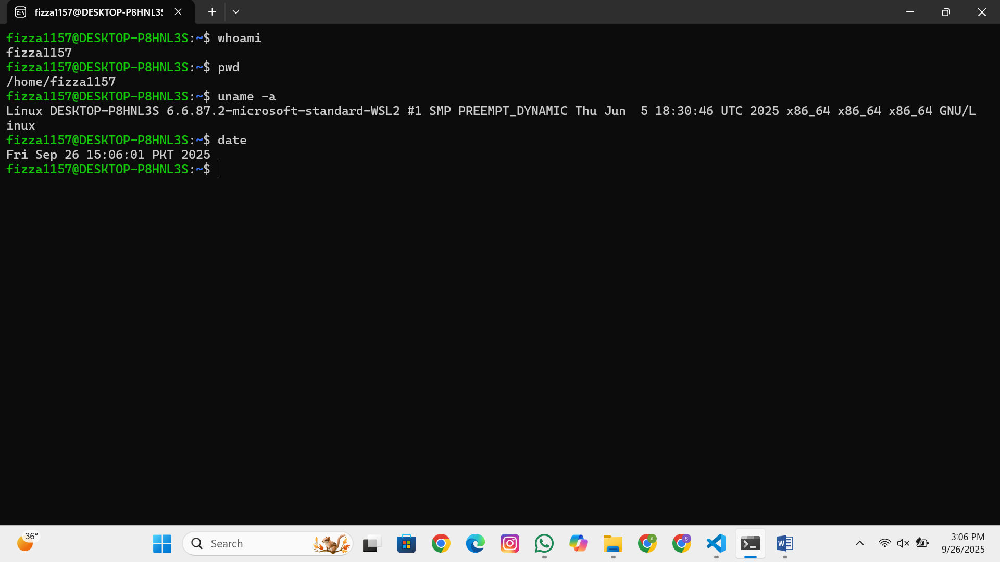 fizza1157@DESKTOP-P8HNL3S
fizza1157@DESKTOP-P8HNL3S:~$ whoami
fizza1157
fizza1157@DESKTOP-P8HNL3S:~$ pwd
/home/fizza1157
fizza1157@DESKTOP-P8HNL3S:~$ uname -a
Linux DESKTOP-P8HNL3S 6.6.87.2-microsoft-standard-WSL2 #1 SMP PREEMPT_DYNAMIC Thu Jun  5 18:30:46 UTC 2025 x86_64 x86_64 x86_64 GNU/L
inux
fizza1157@DESKTOP-P8HNL3S:~$ date
Fri Sep 26 15:06:01 PKT 2025
fizza1157@DESKTOP-P8HNL3S:~$
36°
Search
3:06 PM
9/26/2025